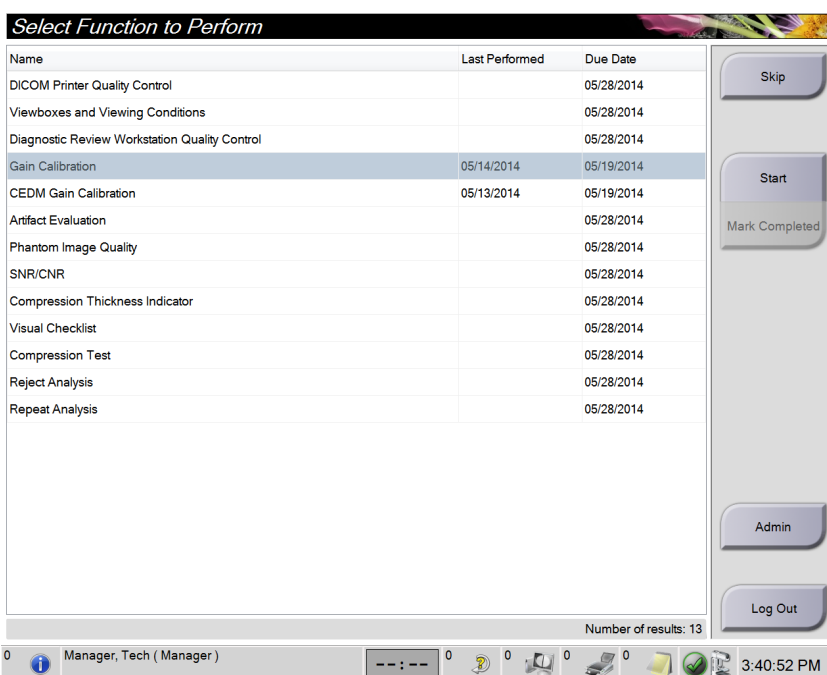 Select Function to Perform
Name Last Performed Due Date
DICOM Printer Quality Control 05/28/2014
Viewboxes and Viewing Conditions 05/28/2014
Diagnostic Review Workstation Quality Control 05/28/2014
Gain Calibration 05/14/2014 05/19/2014
CEDM Gain Calibration 05/13/2014 05/19/2014
Artifact Evaluation 05/28/2014
Phantom Image Quality 05/28/2014
SNR/CNR 05/28/2014
Compression Thickness Indicator 05/28/2014
Visual Checklist 05/28/2014
Compression Test 05/28/2014
Reject Analysis 05/28/2014
Repeat Analysis 05/28/2014
Number of results: 13
Skip
Start
Mark Completed
Admin
Log Out
0 Manager, Tech ( Manager ) --:-- 0 0 0 0 3:40:52 PM